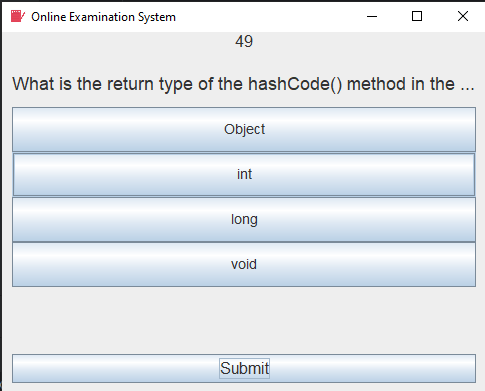 Online Examination System
49
What is the return type of the hashCode() method in the ...
Object
int
long
void
Submit